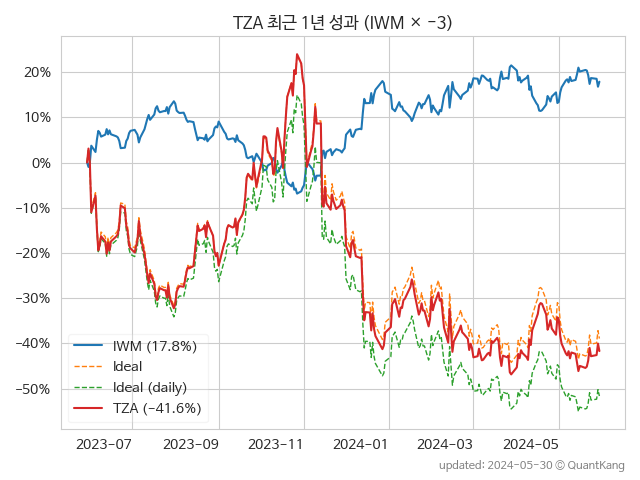 TZA 최근 1년 성과 (IWM × −3)
20%
10%
0%
−10%
−20%
−30%
−40%
−50%
IWM (17.8%)
Ideal
Ideal (daily)
TZA (−41.6%)
2023−07 2023−09 2023−11 2024−01 2024−03 2024−05
updated: 2024-05-30 © QuantKang